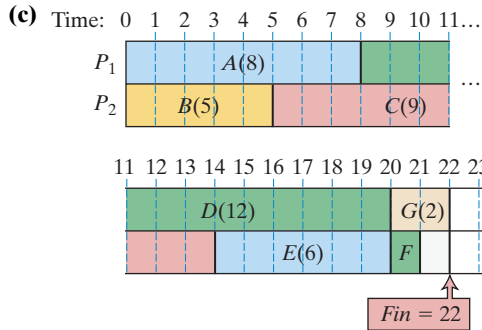 (c) Time: 0 1 2 3 4 5 6 7 8 9 10 11…
P1 A(8) …
P2 B(5) C(9)
11 12 13 14 15 16 17 18 19 20 21 22 23
D(12) G(2)
E(6) F
Fin = 22